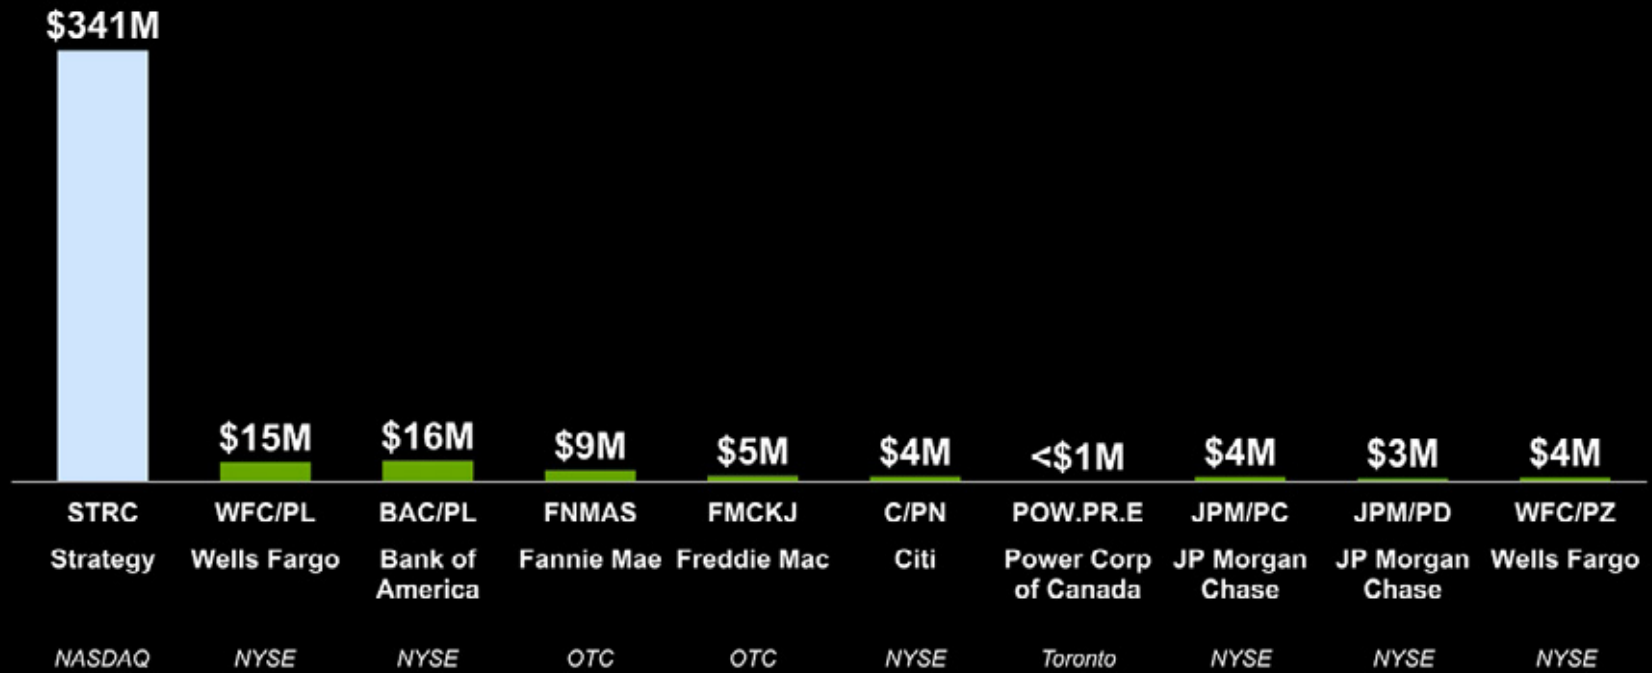 $341M
$15M
$16M
$9M
$5M
$4M
<$1M
$4M
$3M
$4M
STRC
WFC/PL
BAC/PL
FNMAS
FMCKJ
C/PN
POW.PR.E
JPM/PC
JPM/PD
WFC/PZ
Strategy
Wells Fargo
Bank of
America
Fannie Mae
Freddie Mac
Citi
Power Corp
of Canada
JP Morgan
Chase
JP Morgan
Chase
Wells Fargo
NASDAQ
NYSE
NYSE
OTC
OTC
NYSE
Toronto
NYSE
NYSE
NYSE